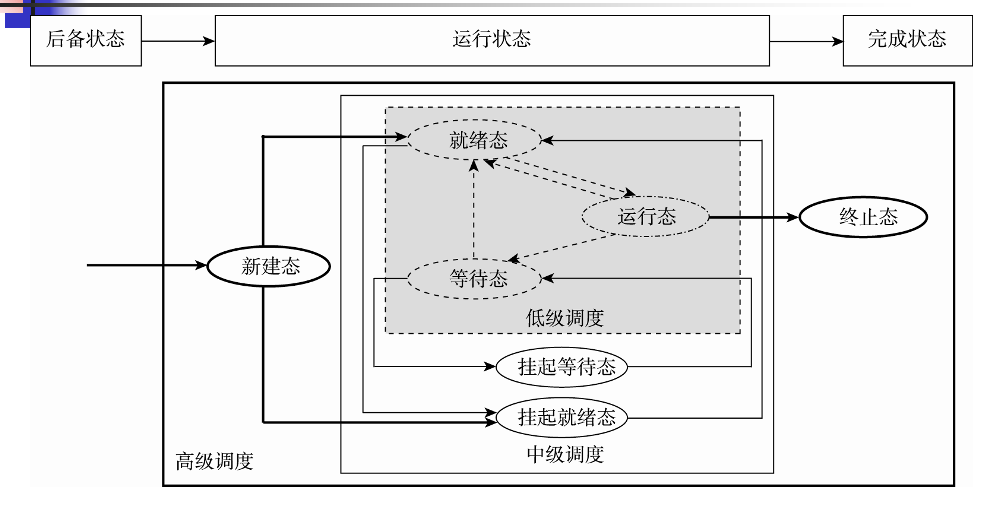 后备状态
运行状态
完成状态
就绪态
运行态
终止态
新建态
等待态
低级调度
挂起等待态
挂起就绪态
中级调度
高级调度